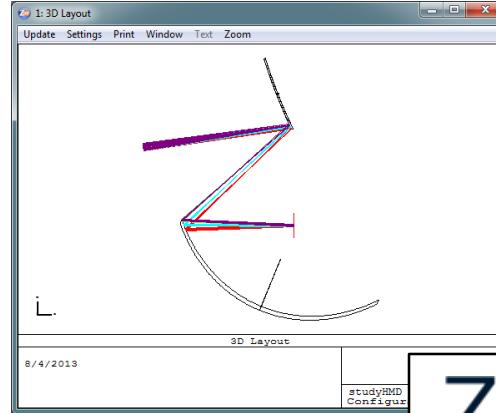 1: 3D Layout
Update Settings Print Window Text Zoom
3D Layout
8/4/2013
studyHMD
Configur
Z